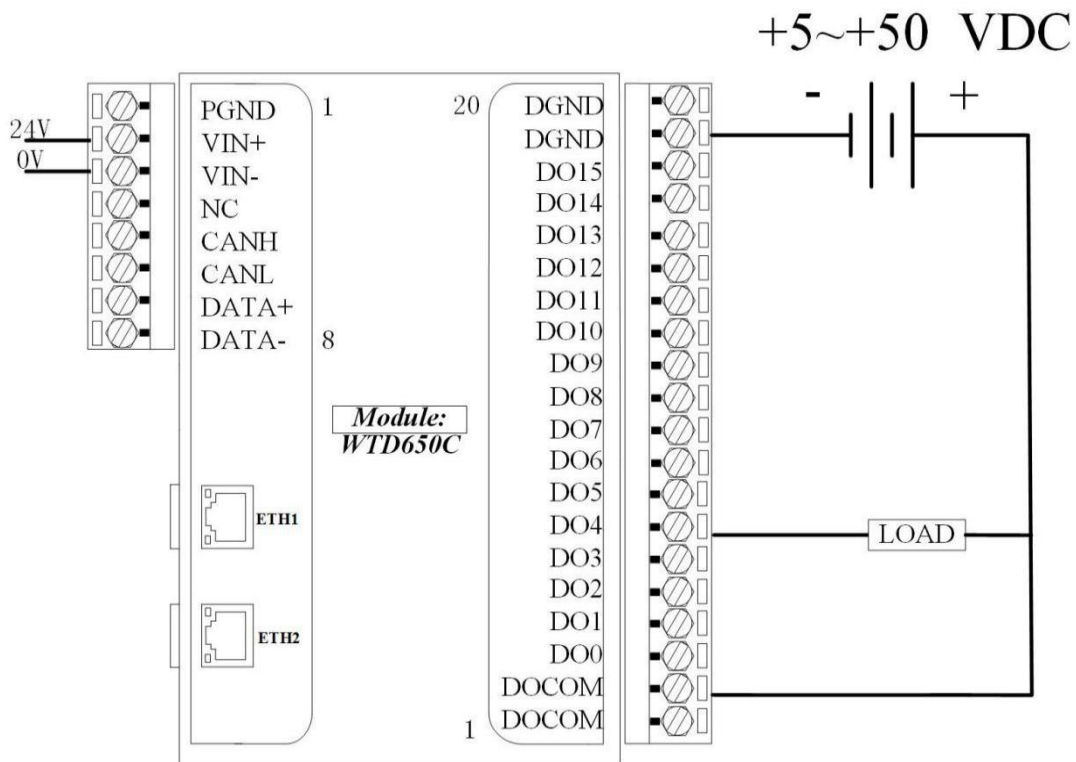 +5~+50 VDC
- +
24V
0V
PGND 1
VIN+
VIN-
NC
CANH
CANL
DATA+
DATA- 8
Module:
WTD650C
ETH1
ETH2
20 DGND
DGND
DO15
DO14
DO13
DO12
DO11
DO10
DO9
DO8
DO7
DO6
DO5
DO4
DO3
DO2
DO1
DO0
DOCOM
1 DOCOM
LOAD